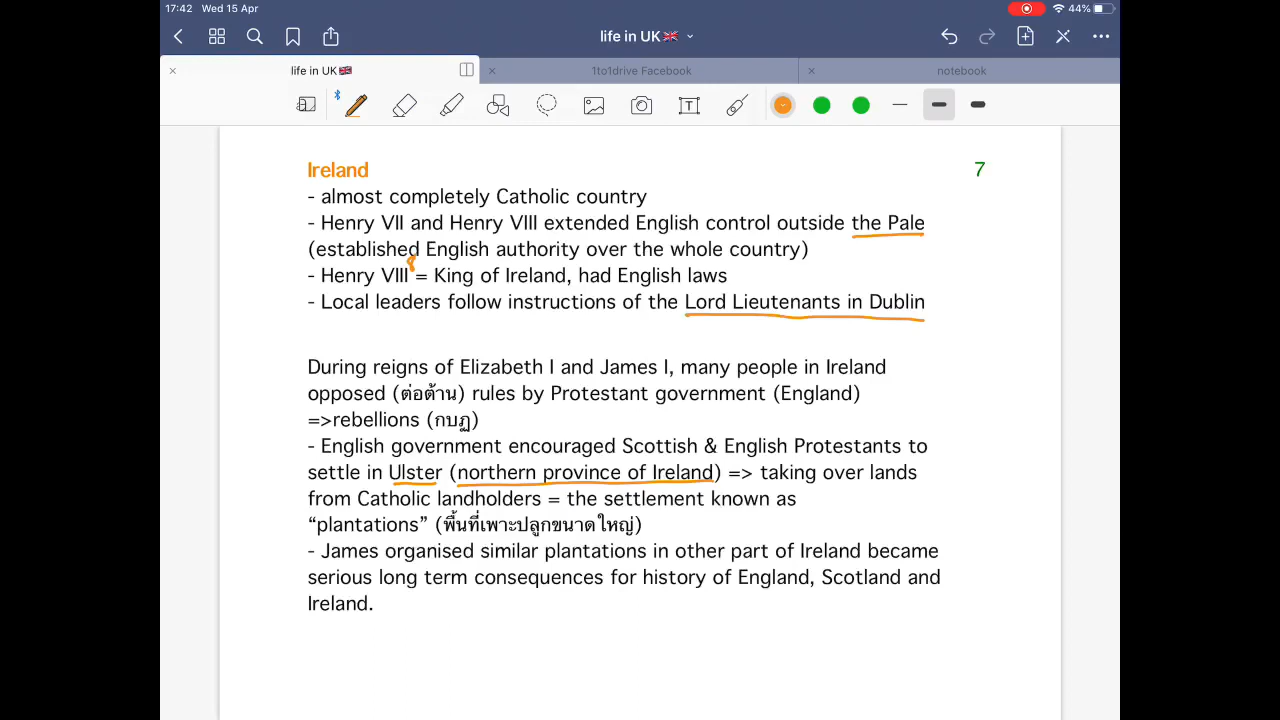 17:42 Wed 15 Apr 44%
life in UK🇬🇧
life in UK🇬🇧 1to1drive Facebook notebook
T
Ireland 7
- almost completely Catholic country
- Henry VII and Henry VIII extended English control outside the Pale
(established English authority over the whole country)
8
- Henry VIII = King of Ireland, had English laws
- Local leaders follow instructions of the Lord Lieutenants in Dublin
During reigns of Elizabeth I and James I, many people in Ireland
opposed (ต่อต้าน) rules by Protestant government (England)
=>rebellions (กบฏ)
- English government encouraged Scottish & English Protestants to
settle in Ulster (northern province of Ireland) => taking over lands
from Catholic landholders = the settlement known as
“plantations” (พื้นที่เพาะปลูกขนาดใหญ่)
- James organised similar plantations in other part of Ireland became
serious long term consequences for history of England, Scotland and
Ireland.